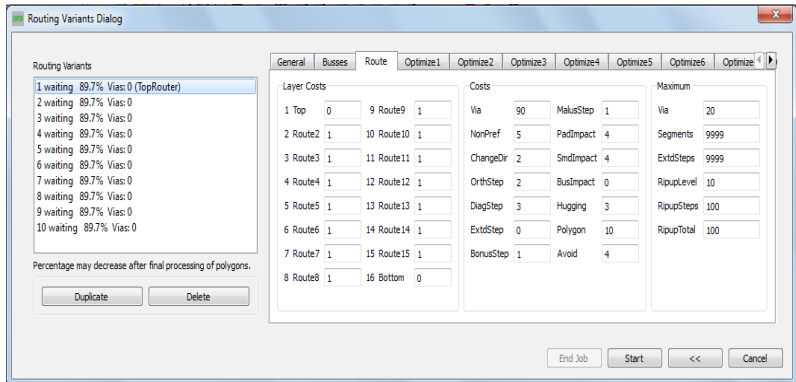 Routing Variants Dialog
Routing Variants
1 waiting 89.7% Vias: 0 (TopRouter)
2 waiting 89.7% Vias: 0
3 waiting 89.7% Vias: 0
4 waiting 89.7% Vias: 0
5 waiting 89.7% Vias: 0
6 waiting 89.7% Vias: 0
7 waiting 89.7% Vias: 0
8 waiting 89.7% Vias: 0
9 waiting 89.7% Vias: 0
10 waiting 89.7% Vias: 0
Percentage may decrease after final processing of polygons.
Duplicate Delete
General Busses Route Optimize1 Optimize2 Optimize3 Optimize4 Optimize5 Optimize6 Optimize
Layer Costs
1 Top 0 9 Route9 1
2 Route2 1 10 Route10 1
3 Route3 1 11 Route11 1
4 Route4 1 12 Route12 1
5 Route5 1 13 Route13 1
6 Route6 1 14 Route14 1
7 Route7 1 15 Route15 1
8 Route8 1 16 Bottom 0
Costs
Via 90 MalusStep 1
NonPref 5 PadImpact 4
ChangeDir 2 SmdImpact 4
OrthStep 2 BusImpact 0
DiagStep 3 Hugging 3
ExtdStep 0 Polygon 10
BonusStep 1 Avoid 4
Maximum
Via 20
Segments 9999
ExtdSteps 9999
RipupLevel 10
RipupSteps 100
RipupTotal 100
End Job Start << Cancel